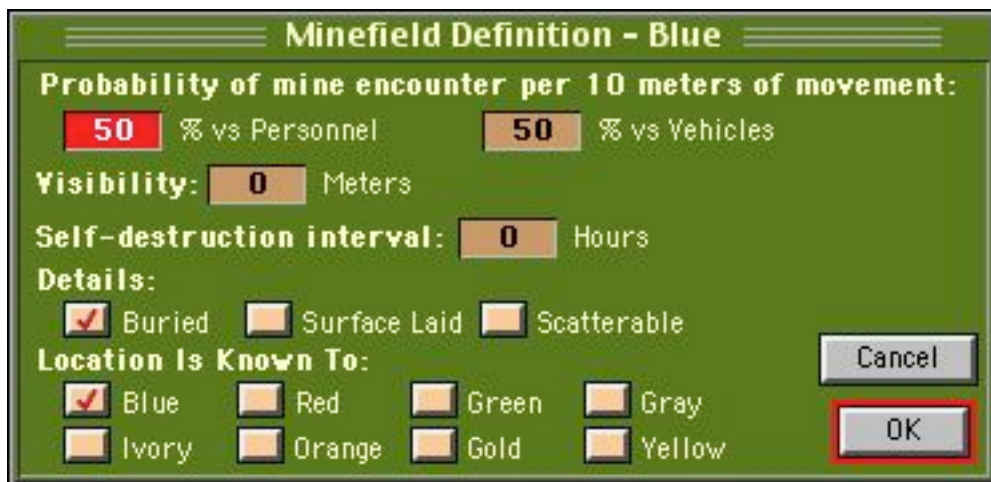 Minefield Definition - Blue
Probability of mine encounter per 10 meters of movement:
50 % vs Personnel 50 % vs Vehicles
Visibility: 0 Meters
Self-destruction interval: 0 Hours
Details:
Buried Surface Laid Scatterable
Location Is Known To:
Cancel
Blue Red Green Gray
OK
Ivory Orange Gold Yellow